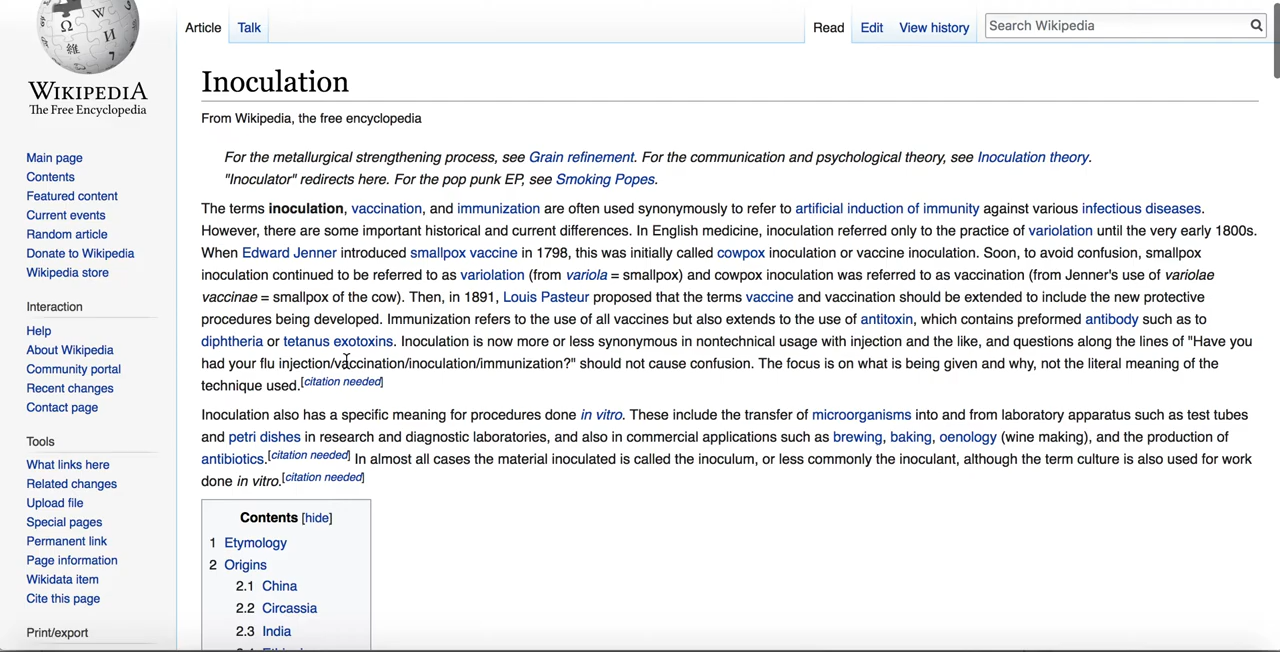 Ω W И 維
WIKIPEDIA
The Free Encyclopedia
Main page
Contents
Featured content
Current events
Random article
Donate to Wikipedia
Wikipedia store
Interaction
Help
About Wikipedia
Community portal
Recent changes
Contact page
Tools
What links here
Related changes
Upload file
Special pages
Permanent link
Page information
Wikidata item
Cite this page
Print/export
Article Talk
Read Edit View history Search Wikipedia
Inoculation
From Wikipedia, the free encyclopedia
For the metallurgical strengthening process, see Grain refinement. For the communication and psychological theory, see Inoculation theory.
"Inoculator" redirects here. For the pop punk EP, see Smoking Popes.
The terms inoculation, vaccination, and immunization are often used synonymously to refer to artificial induction of immunity against various infectious diseases.
However, there are some important historical and current differences. In English medicine, inoculation referred only to the practice of variolation until the very early 1800s.
When Edward Jenner introduced smallpox vaccine in 1798, this was initially called cowpox inoculation or vaccine inoculation. Soon, to avoid confusion, smallpox
inoculation continued to be referred to as variolation (from variola = smallpox) and cowpox inoculation was referred to as vaccination (from Jenner's use of variolae
vaccinae = smallpox of the cow). Then, in 1891, Louis Pasteur proposed that the terms vaccine and vaccination should be extended to include the new protective
procedures being developed. Immunization refers to the use of all vaccines but also extends to the use of antitoxin, which contains preformed antibody such as to
diphtheria or tetanus exotoxins. Inoculation is now more or less synonymous in nontechnical usage with injection and the like, and questions along the lines of "Have you
had your flu injection/vaccination/inoculation/immunization?" should not cause confusion. The focus is on what is being given and why, not the literal meaning of the
technique used.[citation needed]
Inoculation also has a specific meaning for procedures done in vitro. These include the transfer of microorganisms into and from laboratory apparatus such as test tubes
and petri dishes in research and diagnostic laboratories, and also in commercial applications such as brewing, baking, oenology (wine making), and the production of
antibiotics.[citation needed] In almost all cases the material inoculated is called the inoculum, or less commonly the inoculant, although the term culture is also used for work
done in vitro.[citation needed]
Contents [hide]
1 Etymology
2 Origins
2.1 China
2.2 Circassia
2.3 India